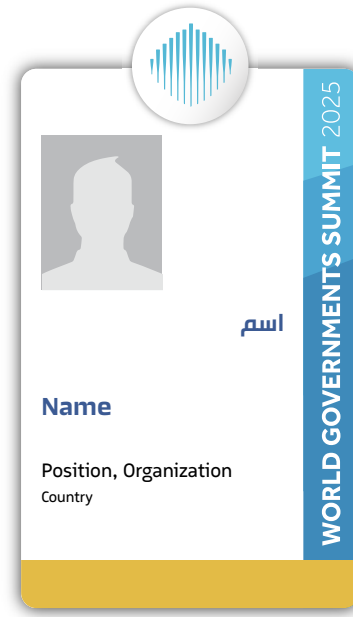 اسم
Name
Position, Organization
Country
WORLD GOVERNMENTS SUMMIT 2025